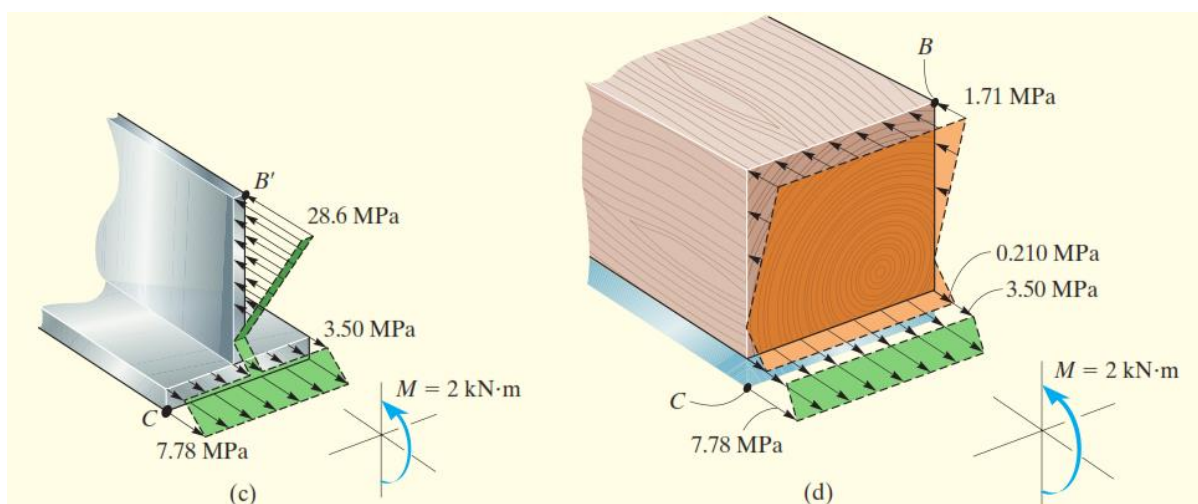 B'
28.6 MPa
3.50 MPa
C
7.78 MPa
M = 2 kN·m
(c)
B
1.71 MPa
0.210 MPa
3.50 MPa
C
7.78 MPa
M = 2 kN·m
(d)